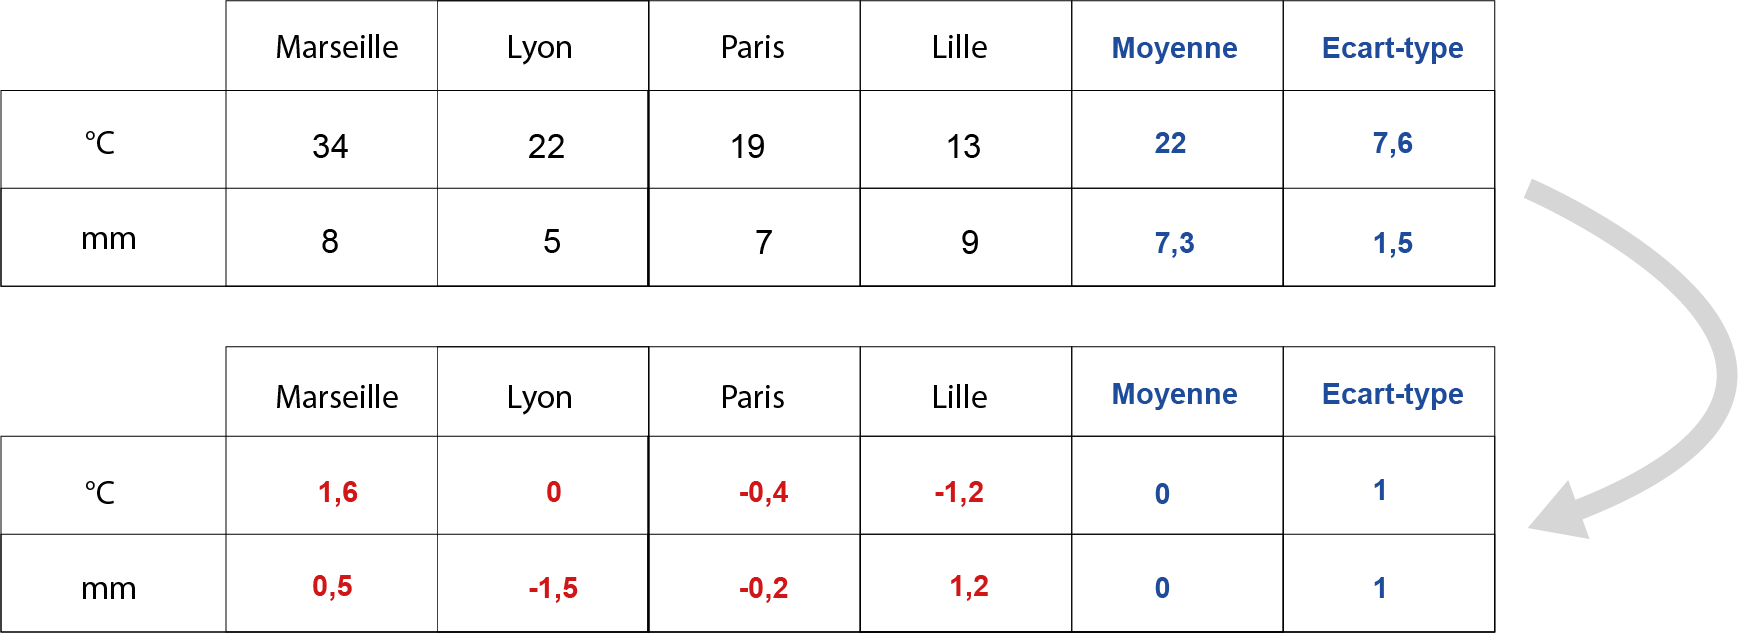 Marseille Lyon Paris Lille Moyenne Ecart-type
°C 34 22 19 13 22 7,6
mm 8 5 7 9 7,3 1,5
Marseille Lyon Paris Lille Moyenne Ecart-type
°C 1,6 0 -0,4 -1,2 0 1
mm 0,5 -1,5 -0,2 1,2 0 1